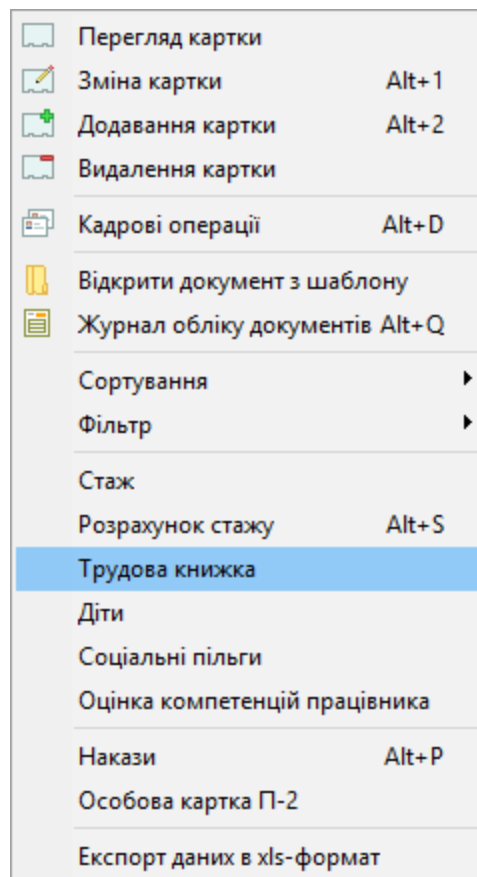 Перегляд картки
Зміна картки Alt+1
Додавання картки Alt+2
Видалення картки
Кадрові операції Alt+D
Відкрити документ з шаблону
Журнал обліку документів Alt+Q
Сортування
Фільтр
Стаж
Розрахунок стажу Alt+S
Трудова книжка
Діти
Соціальні пільги
Оцінка компетенцій працівника
Накази Alt+P
Особова картка П-2
Експорт даних в xls-формат